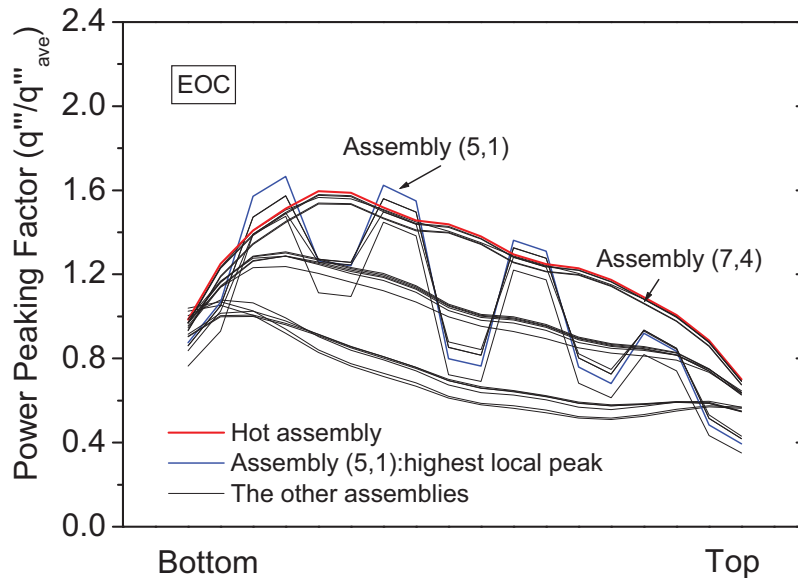 Power Peaking Factor (q'''/q'''ave)
2.4
2.0
1.6
1.2
0.8
0.4
0.0
EOC
Assembly (5,1)
Assembly (7,4)
Hot assembly
Assembly (5,1):highest local peak
The other assemblies
Bottom
Top